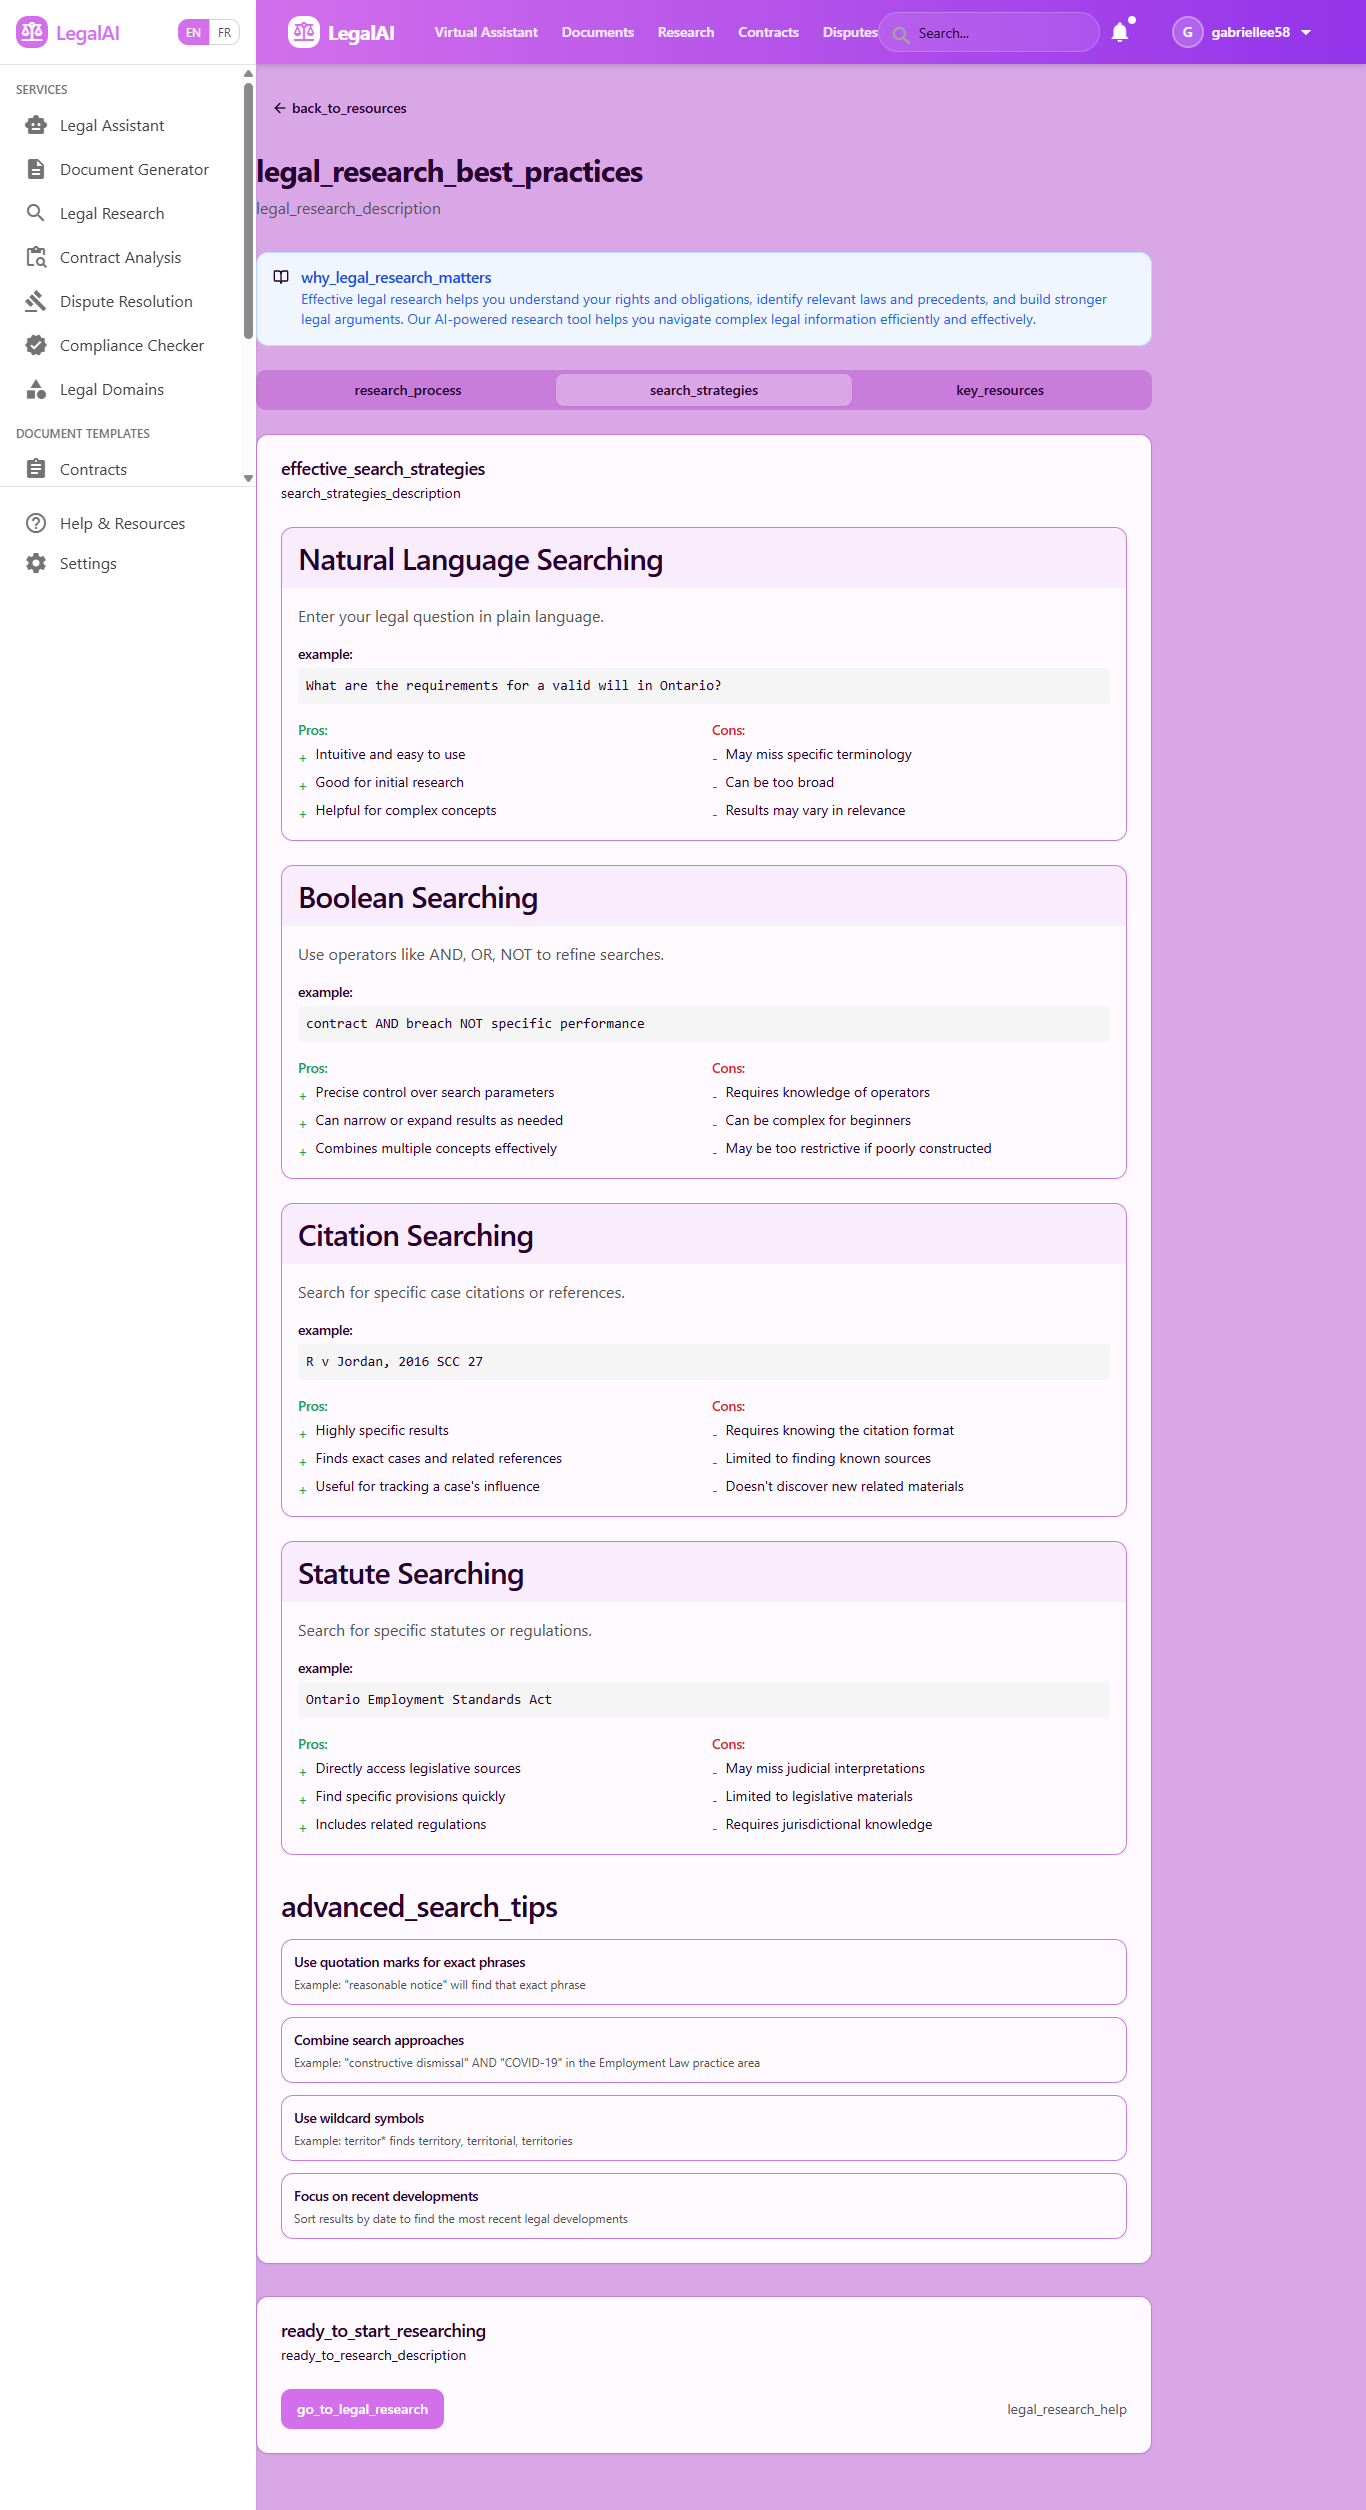 LegalAI
EN FR
SERVICES
Legal Assistant
Document Generator
Legal Research
Contract Analysis
Dispute Resolution
Compliance Checker
Legal Domains
DOCUMENT TEMPLATES
Contracts
Help & Resources
Settings
LegalAI
Virtual Assistant Documents Research Contracts Disputes
Search...
G gabriellee58
back_to_resources
legal_research_best_practices
legal_research_description
why_legal_research_matters
Effective legal research helps you understand your rights and obligations, identify relevant laws and precedents, and build stronger
legal arguments. Our AI-powered research tool helps you navigate complex legal information efficiently and effectively.
research_process search_strategies key_resources
effective_search_strategies
search_strategies_description
Natural Language Searching
Enter your legal question in plain language.
example:
What are the requirements for a valid will in Ontario?
Pros:
+ Intuitive and easy to use
+ Good for initial research
+ Helpful for complex concepts
Cons:
- May miss specific terminology
- Can be too broad
- Results may vary in relevance
Boolean Searching
Use operators like AND, OR, NOT to refine searches.
example:
contract AND breach NOT specific performance
Pros:
+ Precise control over search parameters
+ Can narrow or expand results as needed
+ Combines multiple concepts effectively
Cons:
- Requires knowledge of operators
- Can be complex for beginners
- May be too restrictive if poorly constructed
Citation Searching
Search for specific case citations or references.
example:
R v Jordan, 2016 SCC 27
Pros:
+ Highly specific results
+ Finds exact cases and related references
+ Useful for tracking a case's influence
Cons:
- Requires knowing the citation format
- Limited to finding known sources
- Doesn't discover new related materials
Statute Searching
Search for specific statutes or regulations.
example:
Ontario Employment Standards Act
Pros:
+ Directly access legislative sources
+ Find specific provisions quickly
+ Includes related regulations
Cons:
- May miss judicial interpretations
- Limited to legislative materials
- Requires jurisdictional knowledge
advanced_search_tips
Use quotation marks for exact phrases
Example: "reasonable notice" will find that exact phrase
Combine search approaches
Example: "constructive dismissal" AND "COVID-19" in the Employment Law practice area
Use wildcard symbols
Example: territor* finds territory, territorial, territories
Focus on recent developments
Sort results by date to find the most recent legal developments
ready_to_start_researching
ready_to_research_description
go_to_legal_research
legal_research_help